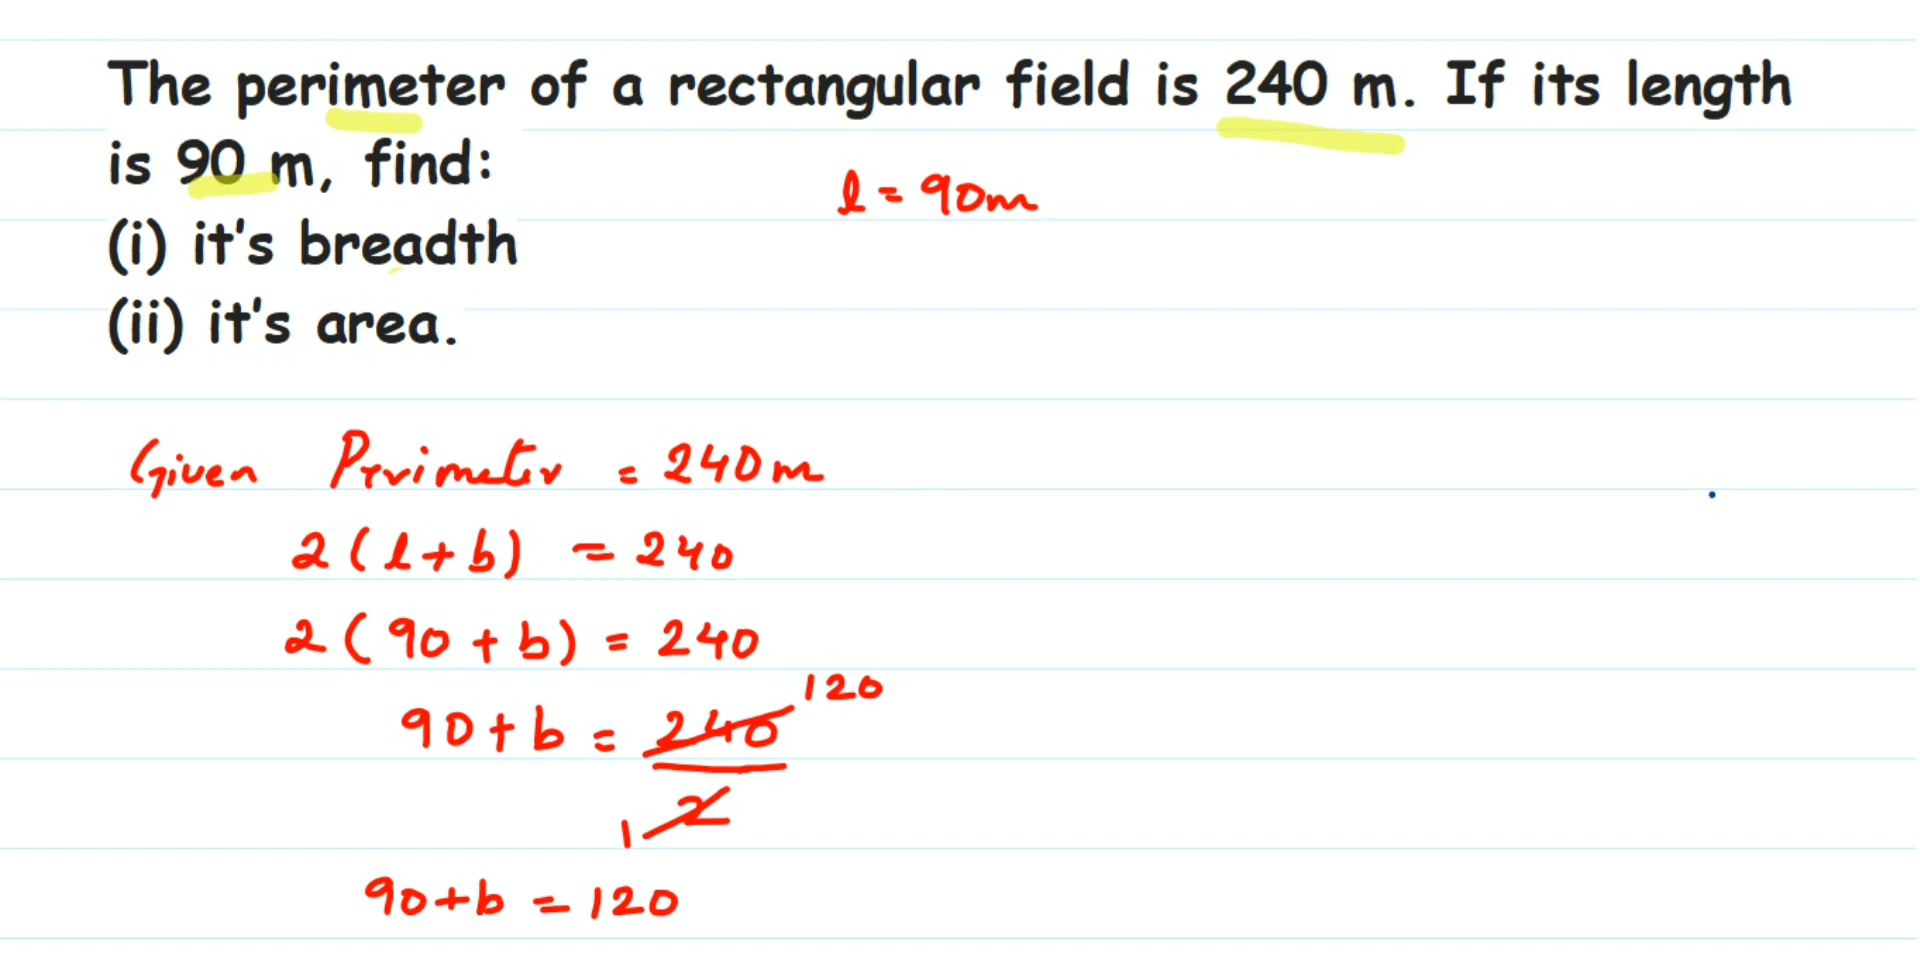 The perimeter of a rectangular field is 240 m. If its length
is 90 m, find:
l = 90m
(i) it's breadth
(ii) it's area.
Given Perimeter = 240m
2(l+b) = 240
2(90+b) = 240
120
90+b = 240
2
1
90+b = 120